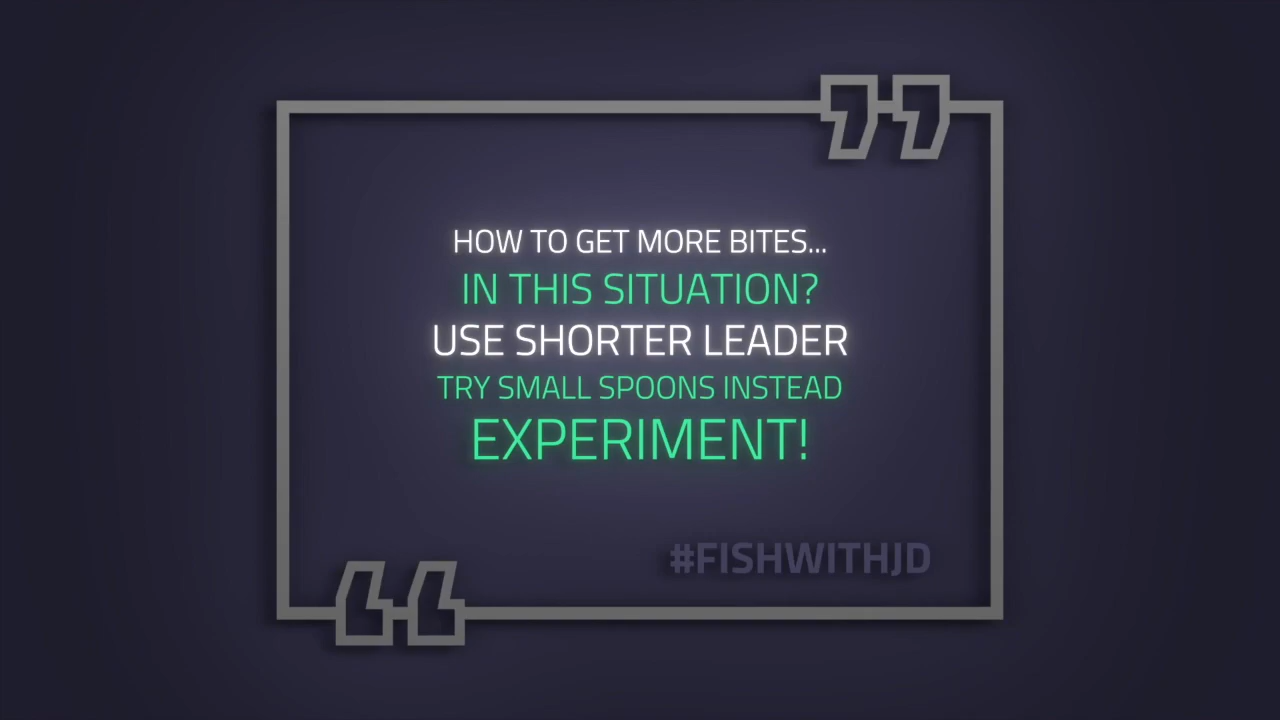 HOW TO GET MORE BITES...
IN THIS SITUATION?
USE SHORTER LEADER
TRY SMALL SPOONS INSTEAD
EXPERIMENT!
#FISHWITHJD